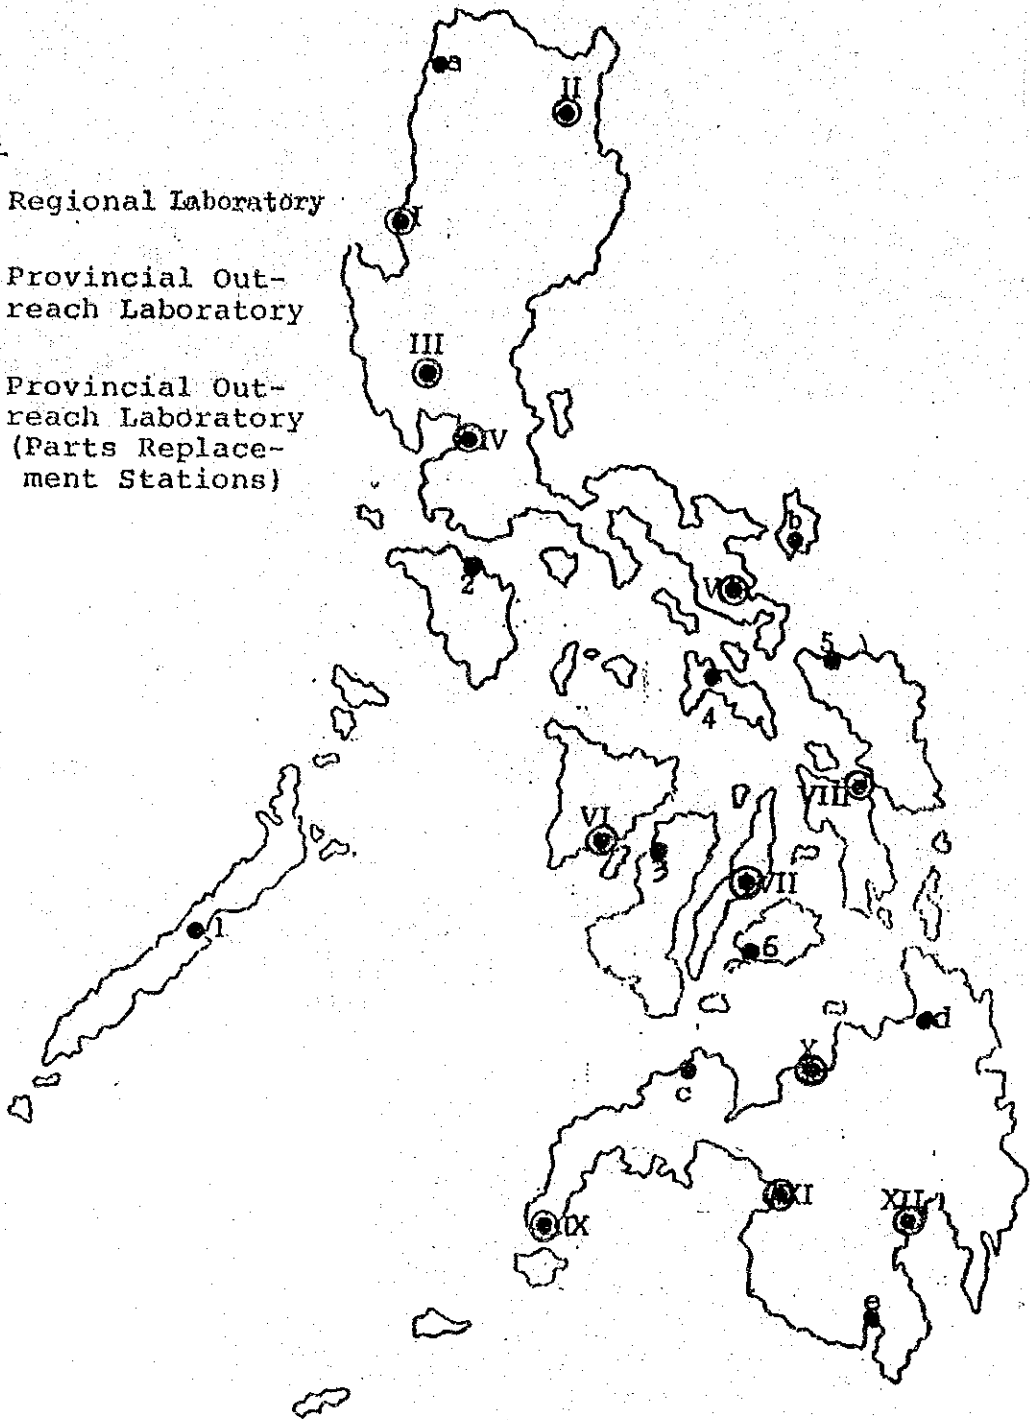 a
II
Regional Laboratory
I
Provincial Out-
reach Laboratory
III
Provincial Out-
reach Laboratory
(Parts Replace-
ment Stations)
IV
b
2
V
5
4
VIII
VI
3
VII
1
6
d
X
c
XI
XII
IX
e